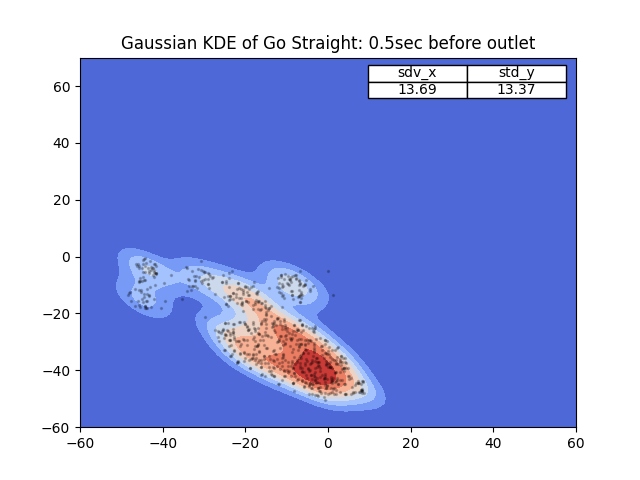 Gaussian KDE of Go Straight: 0.5sec before outlet
sdv_x std_y
13.69 13.37
60
40
20
0
−20
−40
−60
−60 −40 −20 0 20 40 60